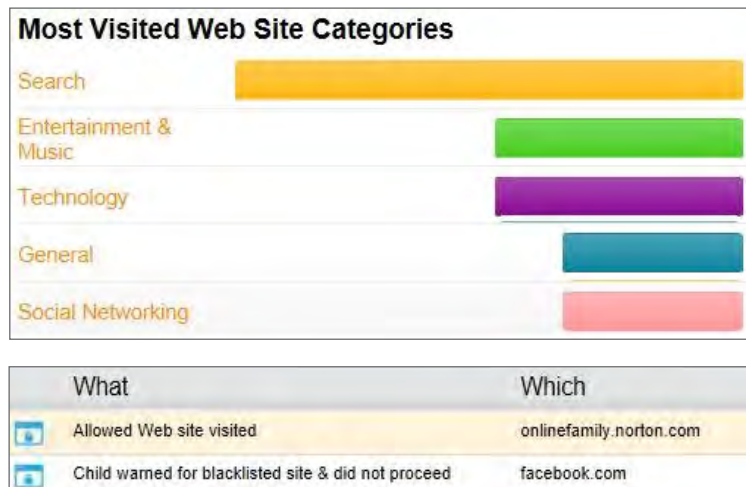 Most Visited Web Site Categories
Search
Entertainment &
Music
Technology
General
Social Networking
What Which
Allowed Web site visited onlinefamily.norton.com
Child warned for blacklisted site & did not proceed facebook.com